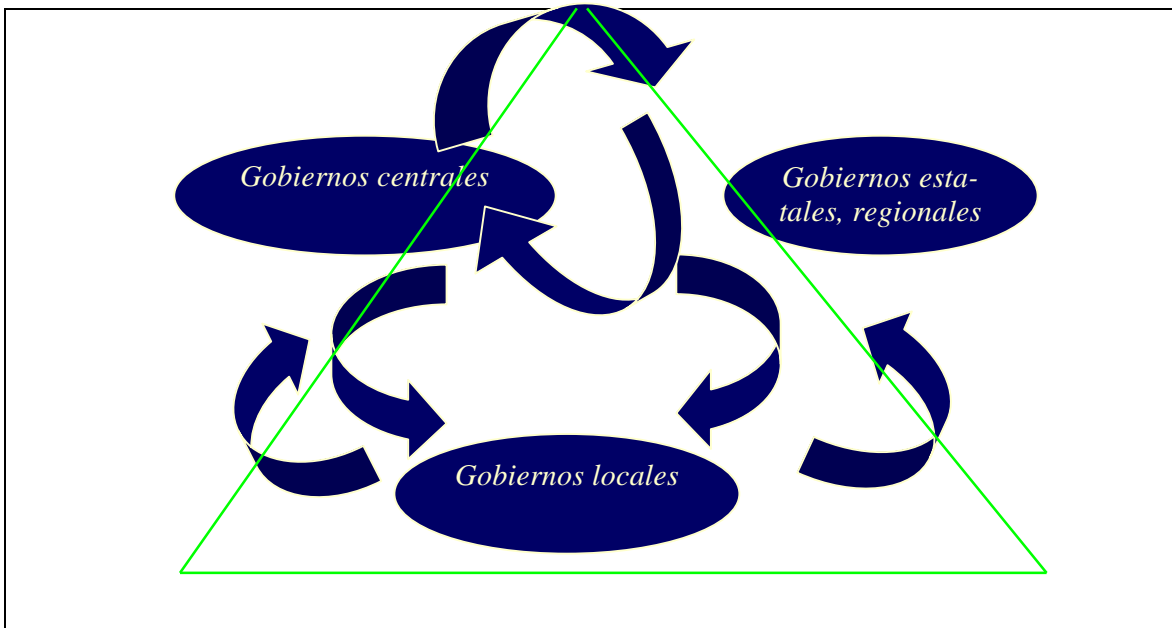 Gobiernos centrales
Gobiernos esta-
tales, regionales
Gobiernos locales